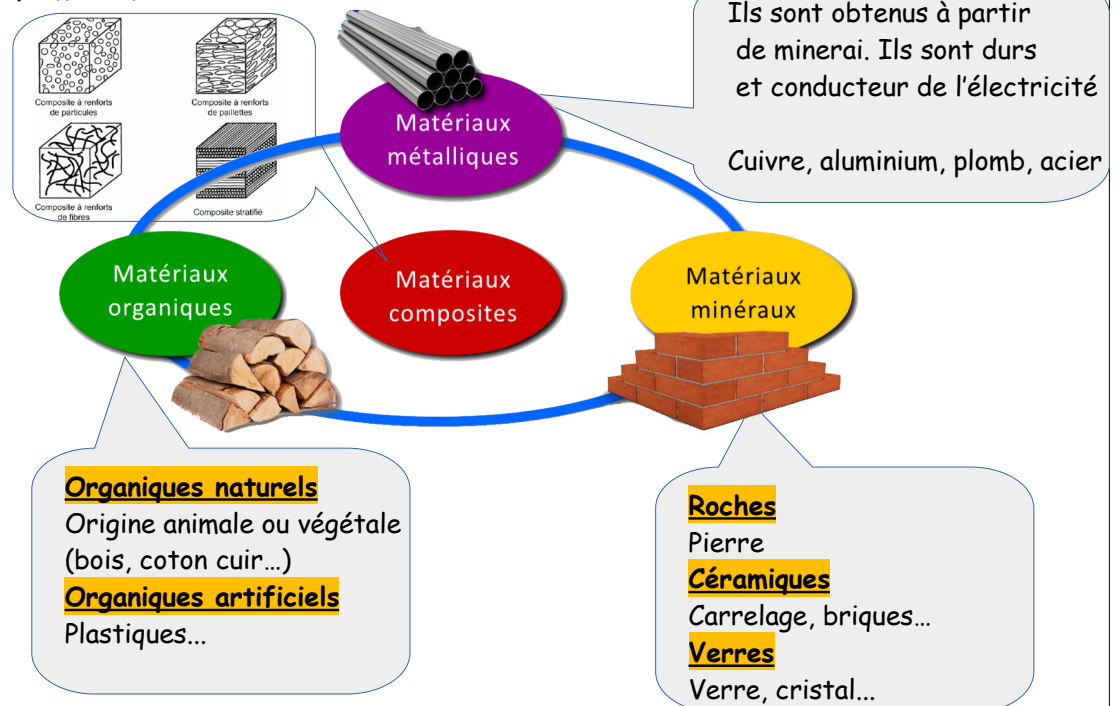 Composite à renforts
de particules
Composite à renforts
de paillettes
Composite à renforts
de fibres
Composite stratifié
Matériaux
métalliques
Ils sont obtenus à partir
de minerai. Ils sont durs
et conducteur de l'électricité
Cuivre, aluminium, plomb, acier
Matériaux
organiques
Matériaux
composites
Matériaux
minéraux
Organiques naturels
Origine animale ou végétale
(bois, coton cuir…)
Organiques artificiels
Plastiques...
Roches
Pierre
Céramiques
Carrelage, briques…
Verres
Verre, cristal...